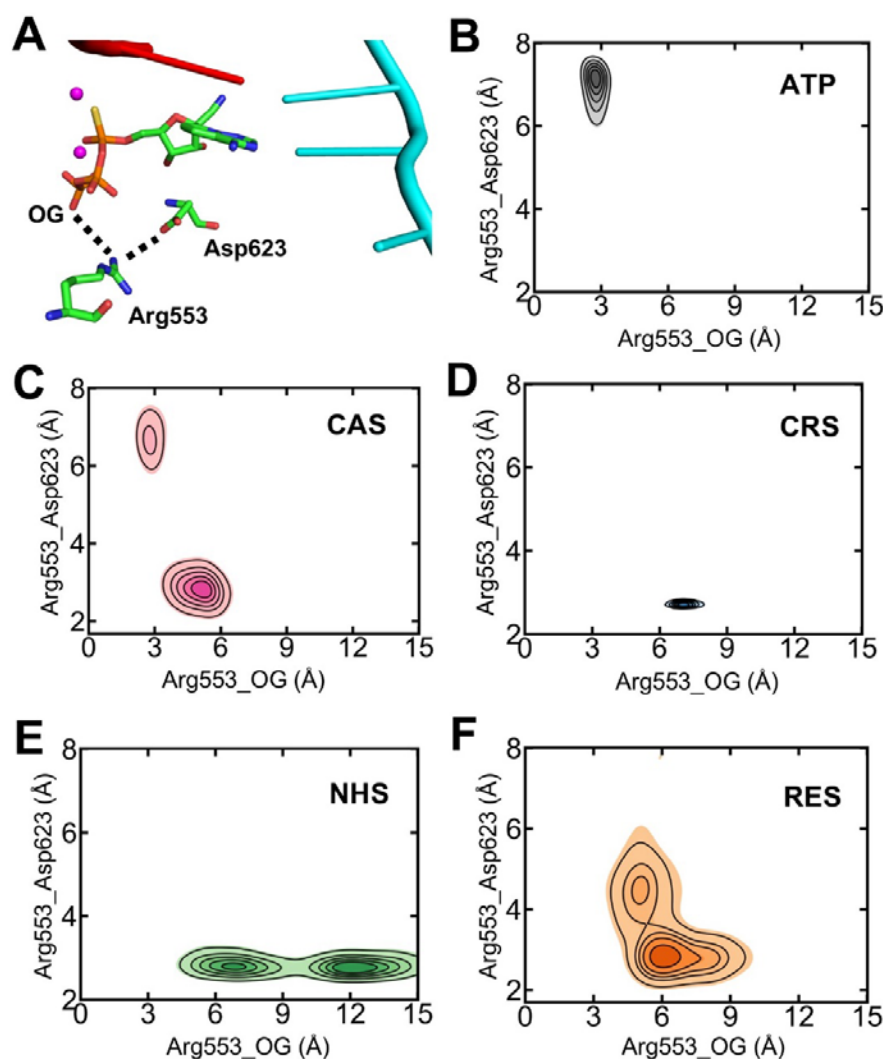 A
OG
Asp623
Arg553
B
ATP
8
6
4
2
0 3 6 9 12 15
Arg553_Asp623 (Å)
Arg553_OG (Å)
C
CAS
8
6
4
2
0 3 6 9 12 15
Arg553_Asp623 (Å)
Arg553_OG (Å)
D
CRS
8
6
4
2
0 3 6 9 12 15
Arg553_Asp623 (Å)
Arg553_OG (Å)
E
NHS
8
6
4
2
0 3 6 9 12 15
Arg553_Asp623 (Å)
Arg553_OG (Å)
F
RES
8
6
4
2
0 3 6 9 12 15
Arg553_Asp623 (Å)
Arg553_OG (Å)